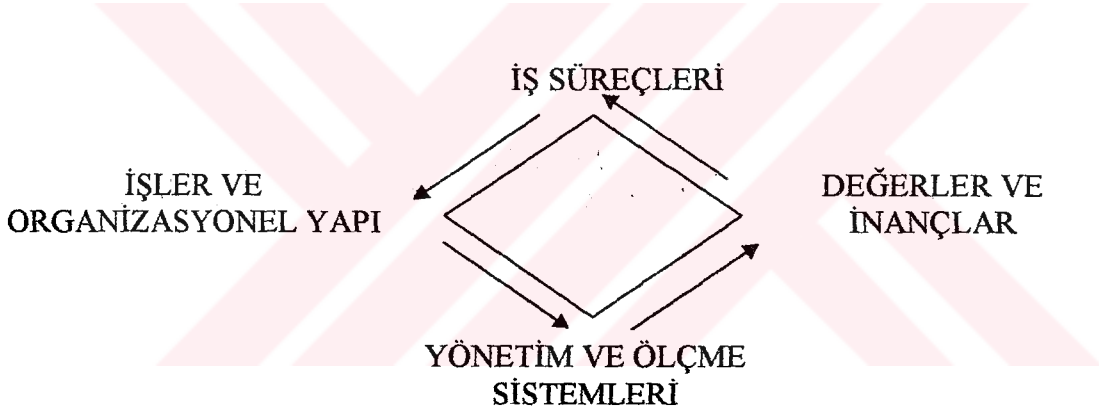 İŞ SÜREÇLERİ
İŞLER VE
ORGANİZASYONEL YAPI
DEĞERLER VE
İNANÇLAR
YÖNETİM VE ÖLÇME
SİSTEMLERİ